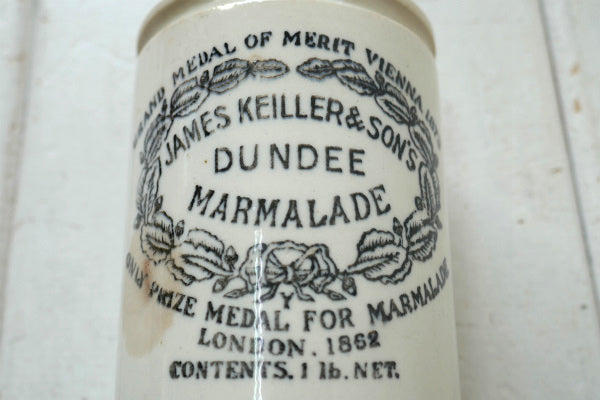 GRAND MEDAL OF MERIT VIENNA 1873
JAMES KEILLER & SON'S
DUNDEE
MARMALADE
Y
ONLY PRIZE MEDAL FOR MARMALADE
LONDON. 1862
CONTENTS. 1 lb. NET.